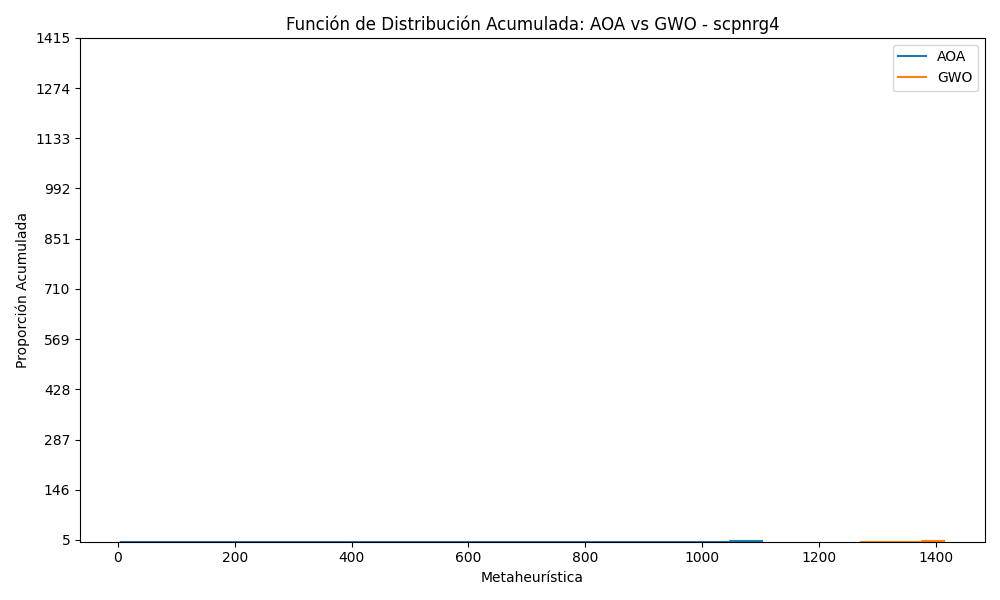 Función de Distribución Acumulada: AOA vs GWO - scpnrg4
1415
1274
1133
992
851
710
569
428
287
146
5
Proporción Acumulada
AOA
GWO
0 200 400 600 800 1000 1200 1400
Metaheurística